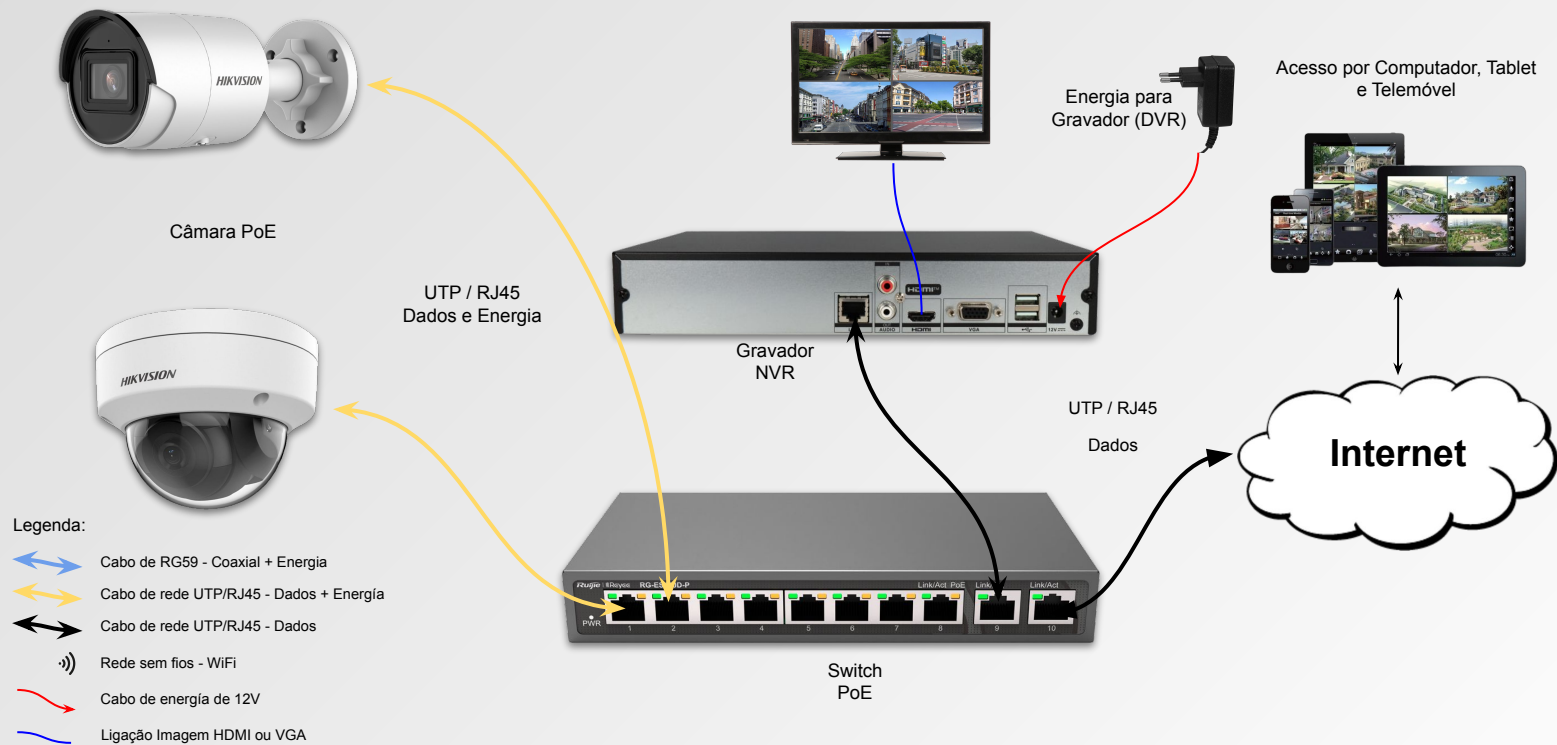 HIKVISION
Câmara PoE
HIKVISION
UTP / RJ45
Dados e Energia
Energia para
Gravador (DVR)
Acesso por Computador, Tablet
e Telemóvel
HDMI
AUDIO
HDMI
VGA
12V
Gravador
NVR
UTP / RJ45
Dados
Internet
Ruijie Reyee
Link/Act PoE
Link/Act
PWR
1 2 3 4 5 6 7 8 9 10
Switch
PoE
Legenda:
Cabo de RG59 - Coaxial + Energia
Cabo de rede UTP/RJ45 - Dados + Energía
Cabo de rede UTP/RJ45 - Dados
Rede sem fios - WiFi
Cabo de energía de 12V
Ligação Imagem HDMI ou VGA